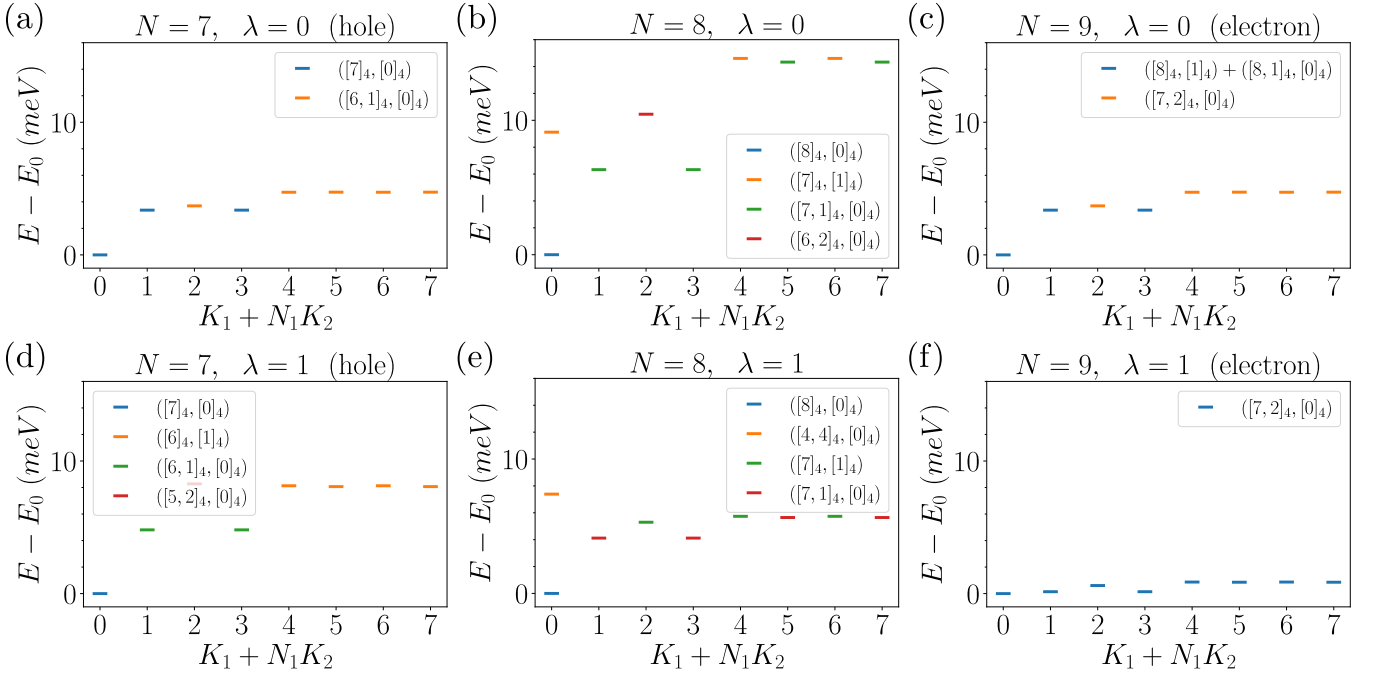 (a) N = 7, λ = 0 (hole)
E − E₀ (meV)
10
0
([7]₄, [0]₄)
([6, 1]₄, [0]₄)
0 1 2 3 4 5 6 7
K₁ + N₁K₂
(b) N = 8, λ = 0
E − E₀ (meV)
10
0
([8]₄, [0]₄)
([7]₄, [1]₄)
([7, 1]₄, [0]₄)
([6, 2]₄, [0]₄)
0 1 2 3 4 5 6 7
K₁ + N₁K₂
(c) N = 9, λ = 0 (electron)
E − E₀ (meV)
10
0
([8]₄, [1]₄) + ([8, 1]₄, [0]₄)
([7, 2]₄, [0]₄)
0 1 2 3 4 5 6 7
K₁ + N₁K₂
(d) N = 7, λ = 1 (hole)
E − E₀ (meV)
10
0
([7]₄, [0]₄)
([6]₄, [1]₄)
([6, 1]₄, [0]₄)
([5, 2]₄, [0]₄)
0 1 2 3 4 5 6 7
K₁ + N₁K₂
(e) N = 8, λ = 1
E − E₀ (meV)
10
0
([8]₄, [0]₄)
([4, 4]₄, [0]₄)
([7]₄, [1]₄)
([7, 1]₄, [0]₄)
0 1 2 3 4 5 6 7
K₁ + N₁K₂
(f) N = 9, λ = 1 (electron)
E − E₀ (meV)
10
0
([7, 2]₄, [0]₄)
0 1 2 3 4 5 6 7
K₁ + N₁K₂